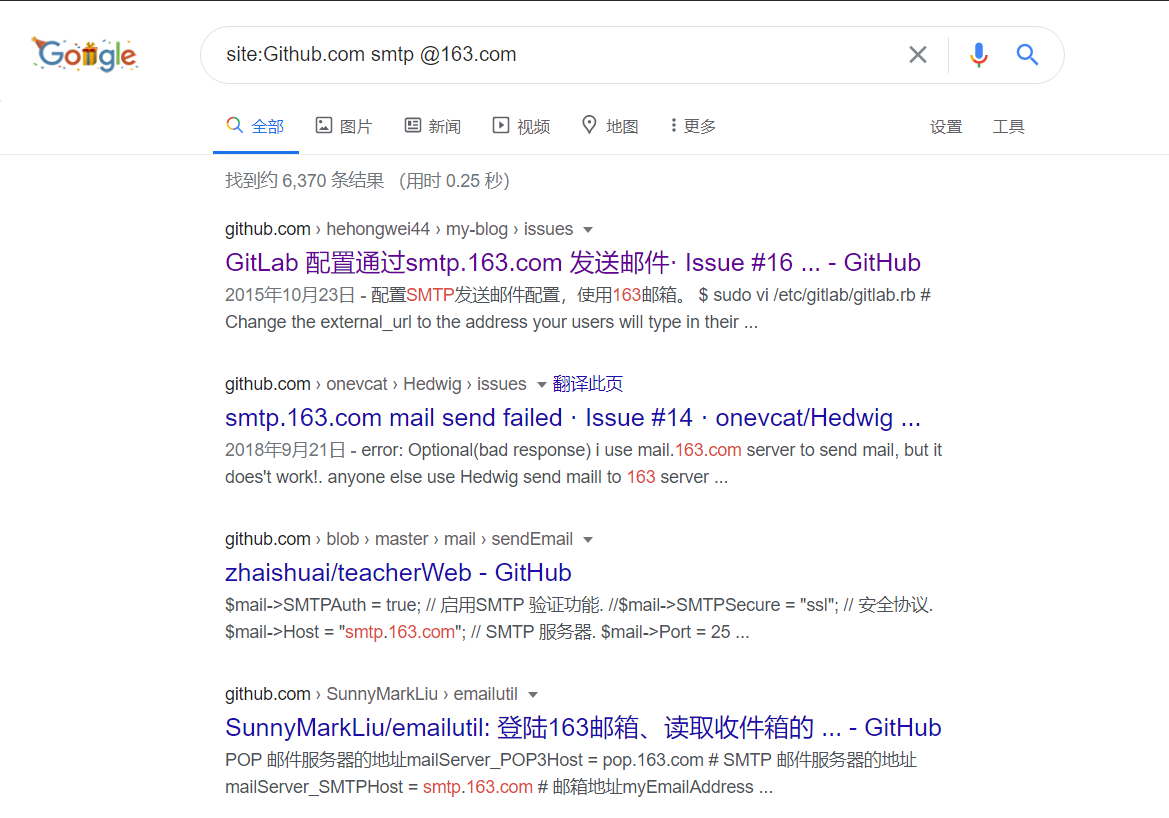 Google
site:Github.com smtp @163.com
全部 图片 新闻 视频 地图 更多 设置 工具
找到约 6,370 条结果 （用时 0.25 秒）
github.com › hehongwei44 › my-blog › issues
GitLab 配置通过smtp.163.com 发送邮件· Issue #16 ... - GitHub
2015年10月23日 - 配置SMTP发送邮件配置，使用163邮箱。 $ sudo vi /etc/gitlab/gitlab.rb #
Change the external_url to the address your users will type in their ...
github.com › onevcat › Hedwig › issues 翻译此页
smtp.163.com mail send failed · Issue #14 · onevcat/Hedwig ...
2018年9月21日 - error: Optional(bad response) i use mail.163.com server to send mail, but it
does't work!. anyone else use Hedwig send maill to 163 server ...
github.com › blob › master › mail › sendEmail
zhaishuai/teacherWeb - GitHub
$mail->SMTPAuth = true; // 启用SMTP 验证功能. //$mail->SMTPSecure = "ssl"; // 安全协议.
$mail->Host = "smtp.163.com"; // SMTP 服务器. $mail->Port = 25 ...
github.com › SunnyMarkLiu › emailutil
SunnyMarkLiu/emailutil: 登陆163邮箱、读取收件箱的 ... - GitHub
POP 邮件服务器的地址mailServer_POP3Host = pop.163.com # SMTP 邮件服务器的地址
mailServer_SMTPHost = smtp.163.com # 邮箱地址myEmailAddress ...